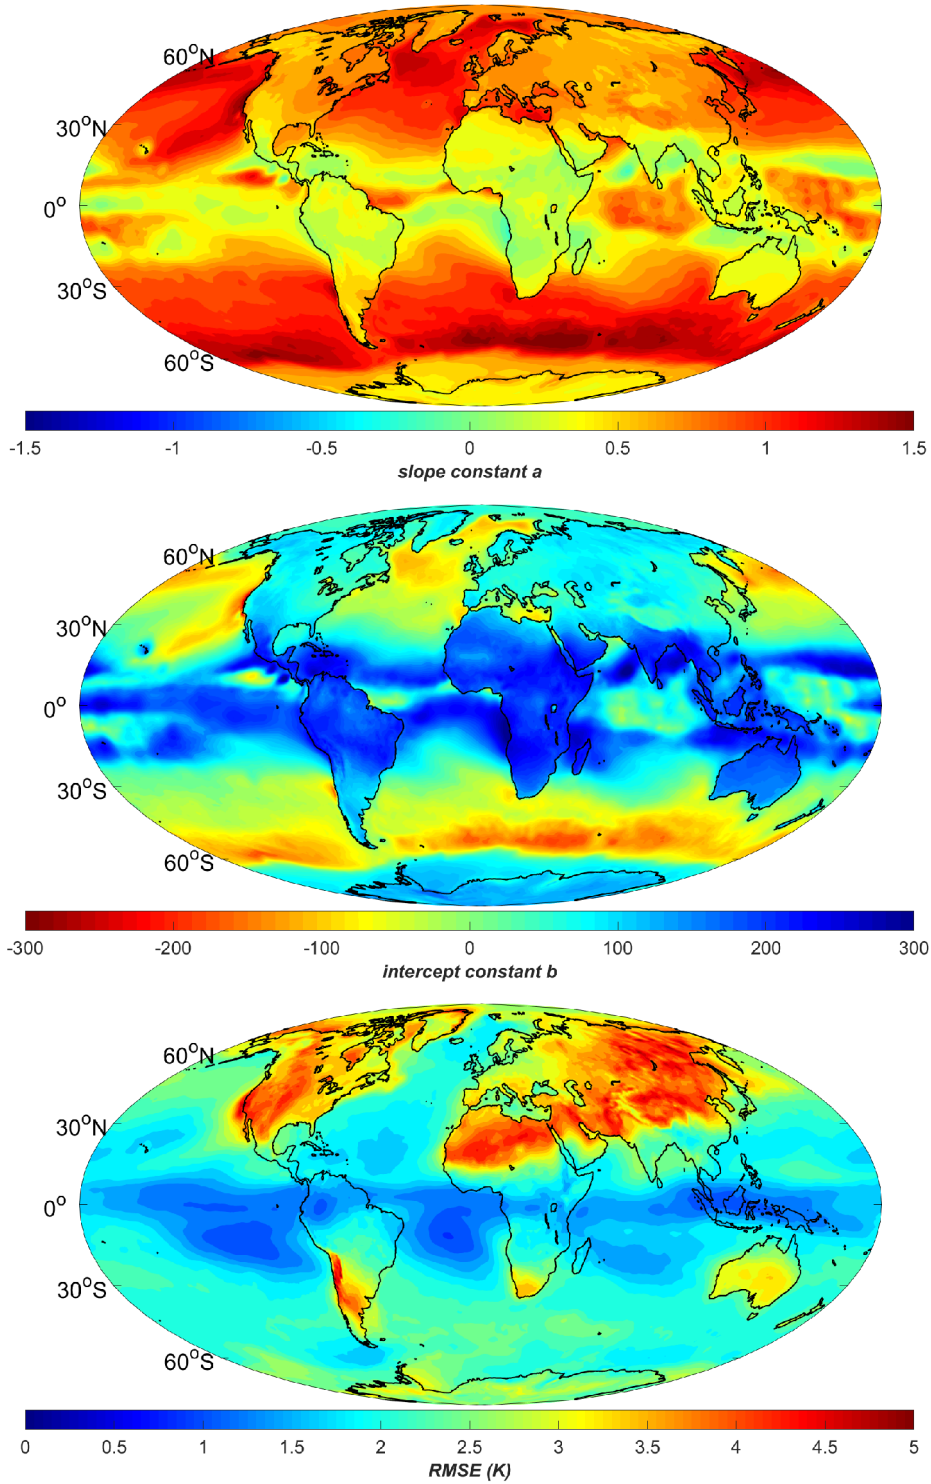 60°N
30°N
0°
30°S
60°S
-1.5 -1 -0.5 0 0.5 1 1.5
slope constant a
60°N
30°N
0°
30°S
60°S
-300 -200 -100 0 100 200 300
intercept constant b
60°N
30°N
0°
30°S
60°S
0 0.5 1 1.5 2 2.5 3 3.5 4 4.5 5
RMSE (K)